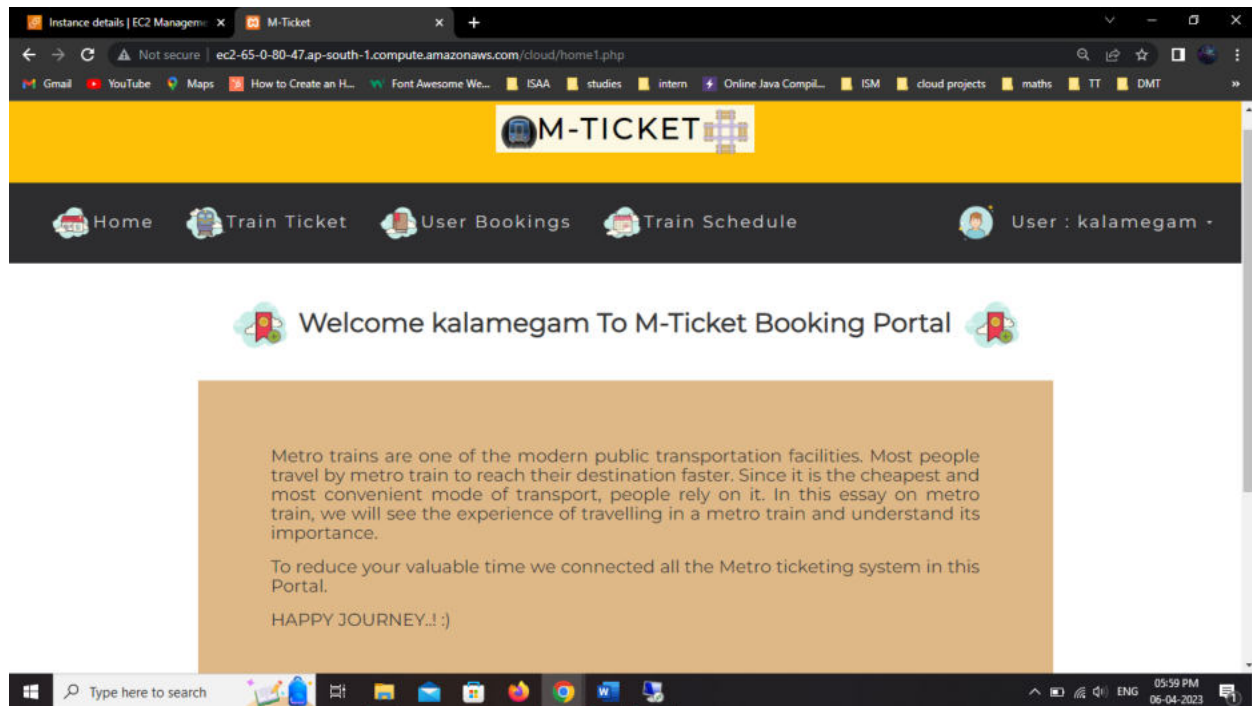 Instance details | EC2 Manageme
M-Ticket
Not secure | ec2-65-0-80-47.ap-south-1.compute.amazonaws.com/cloud/home1.php
Gmail YouTube Maps How to Create an H... Font Awesome We... ISAA studies intern Online Java Compil... ISM cloud projects maths TT DMT »
M-TICKET
Home Train Ticket User Bookings Train Schedule User : kalamegam
Welcome kalamegam To M-Ticket Booking Portal
Metro trains are one of the modern public transportation facilities. Most people
travel by metro train to reach their destination faster. Since it is the cheapest and
most convenient mode of transport, people rely on it. In this essay on metro
train, we will see the experience of travelling in a metro train and understand its
importance.
To reduce your valuable time we connected all the Metro ticketing system in this
Portal.
HAPPY JOURNEY..! :)
Type here to search
ENG
05:59 PM
06-04-2023